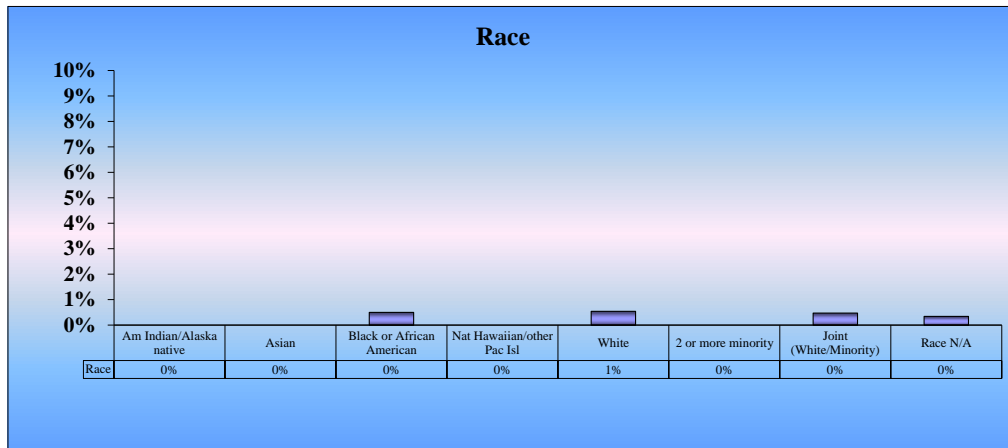 Race
10%
9%
8%
7%
6%
5%
4%
3%
2%
1%
0%
Am Indian/Alaska native
Asian
Black or African American
Nat Hawaiian/other Pac Isl
White
2 or more minority
Joint (White/Minority)
Race N/A
Race 0% 0% 0% 0% 1% 0% 0% 0%